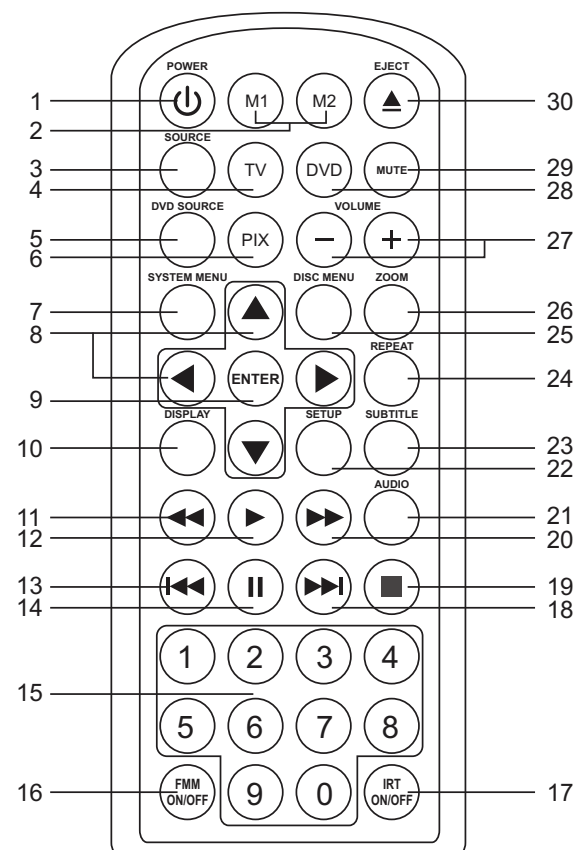 POWER EJECT
1 M1 M2 30
2
SOURCE
3 TV DVD MUTE 29
4 28
DVD SOURCE VOLUME
5 PIX − + 27
6
SYSTEM MENU DISC MENU ZOOM
7 26
8 25
REPEAT
ENTER 24
9
DISPLAY SETUP SUBTITLE
10 23
22
AUDIO
11 21
12 20
13 19
14 18
1 2 3 4
15
5 6 7 8
16 FMM ON/OFF 9 0 IRT ON/OFF 17